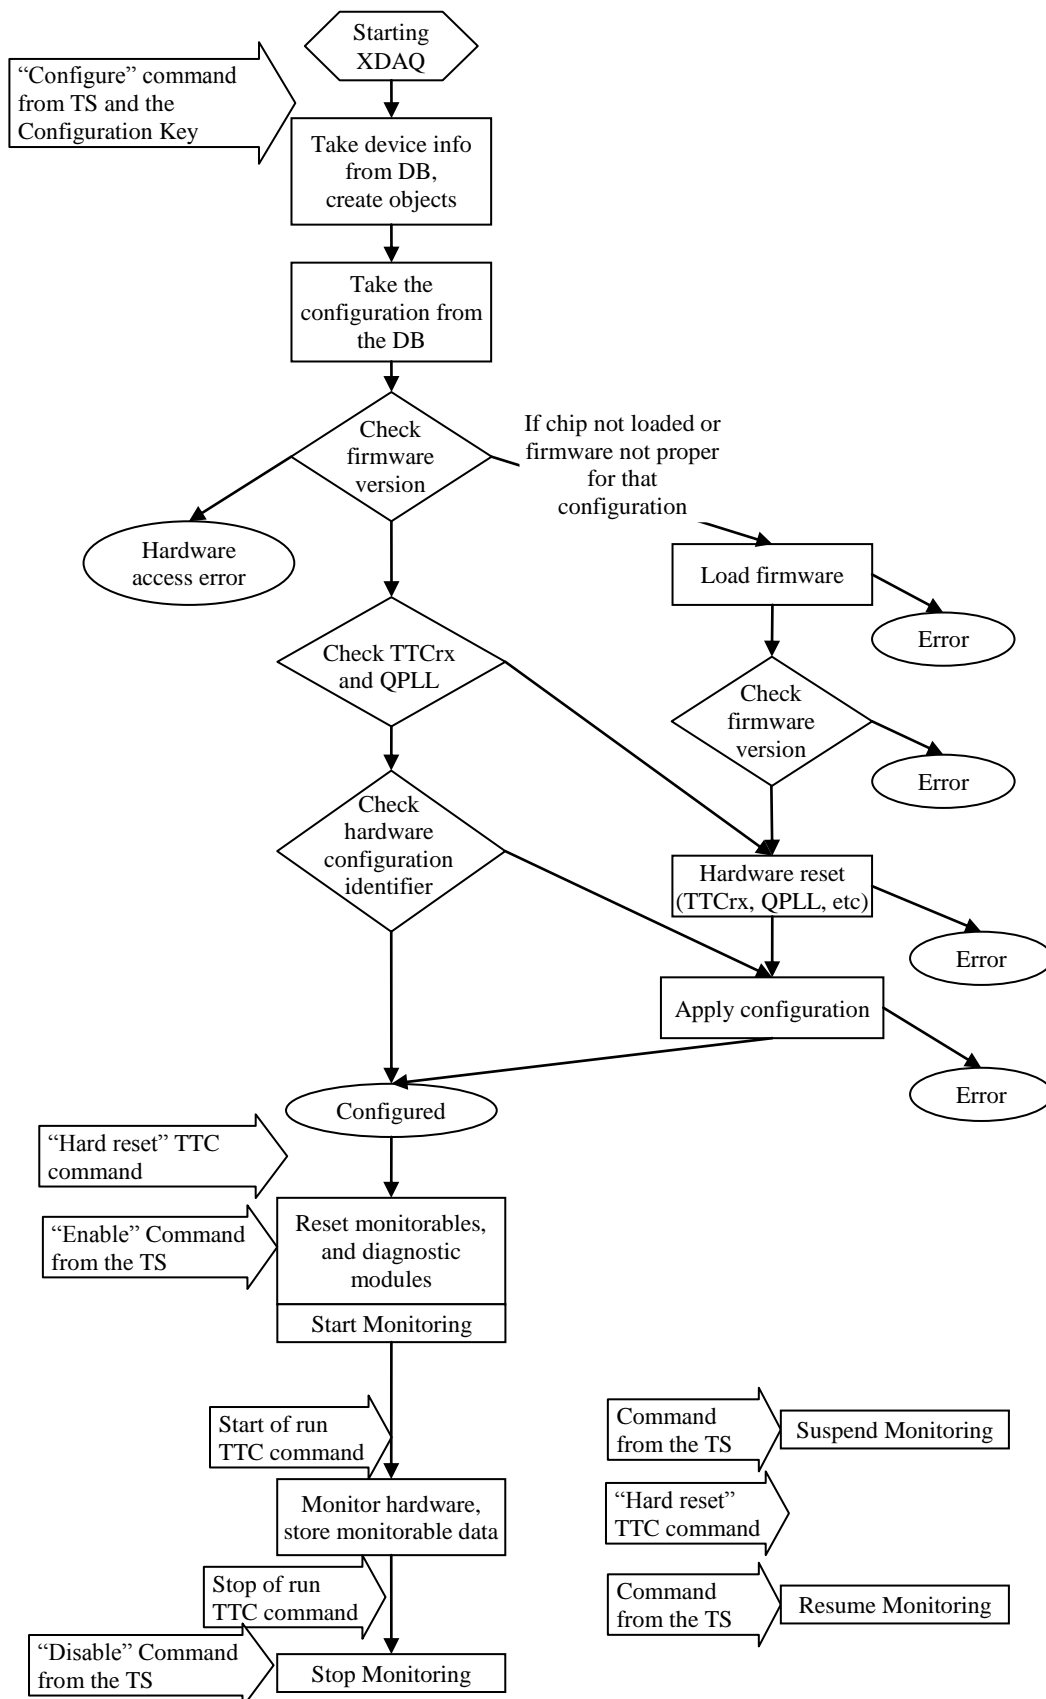 Starting
XDAQ
“Configure” command
from TS and the
Configuration Key
Take device info
from DB,
create objects
Take the
configuration from
the DB
Check
firmware
version
If chip not loaded or
firmware not proper
for that
configuration
Hardware
access error
Load firmware
Error
Check TTCrx
and QPLL
Check
firmware
version
Error
Check
hardware
configuration
identifier
Hardware reset
(TTCrx, QPLL, etc)
Error
Apply configuration
Error
Configured
“Hard reset” TTC
command
“Enable” Command
from the TS
Reset monitorables,
and diagnostic
modules
Start Monitoring
Start of run
TTC command
Monitor hardware,
store monitorable data
Stop of run
TTC command
“Disable” Command
from the TS
Stop Monitoring
Command
from the TS
Suspend Monitoring
“Hard reset”
TTC command
Command
from the TS
Resume Monitoring